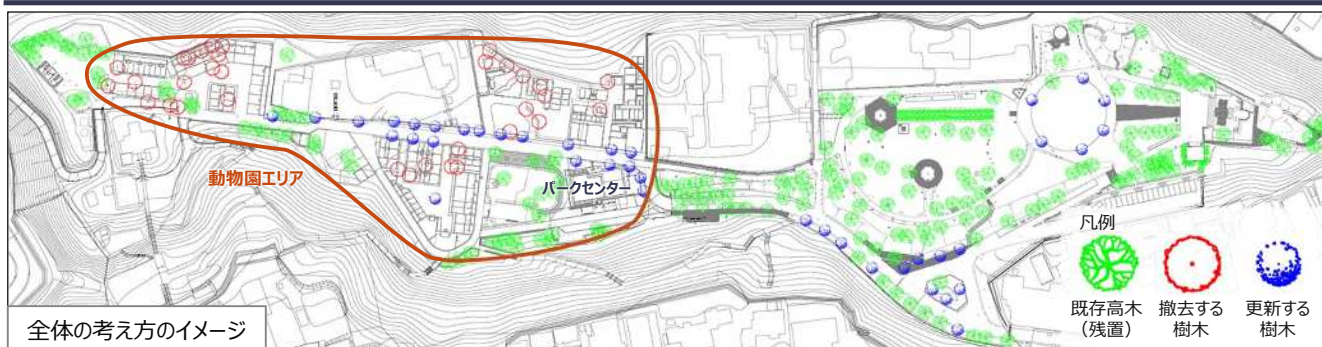 動物園エリア
パークセンター
凡例
既存高木
（残置）
撤去する
樹木
更新する
樹木
全体の考え方のイメージ